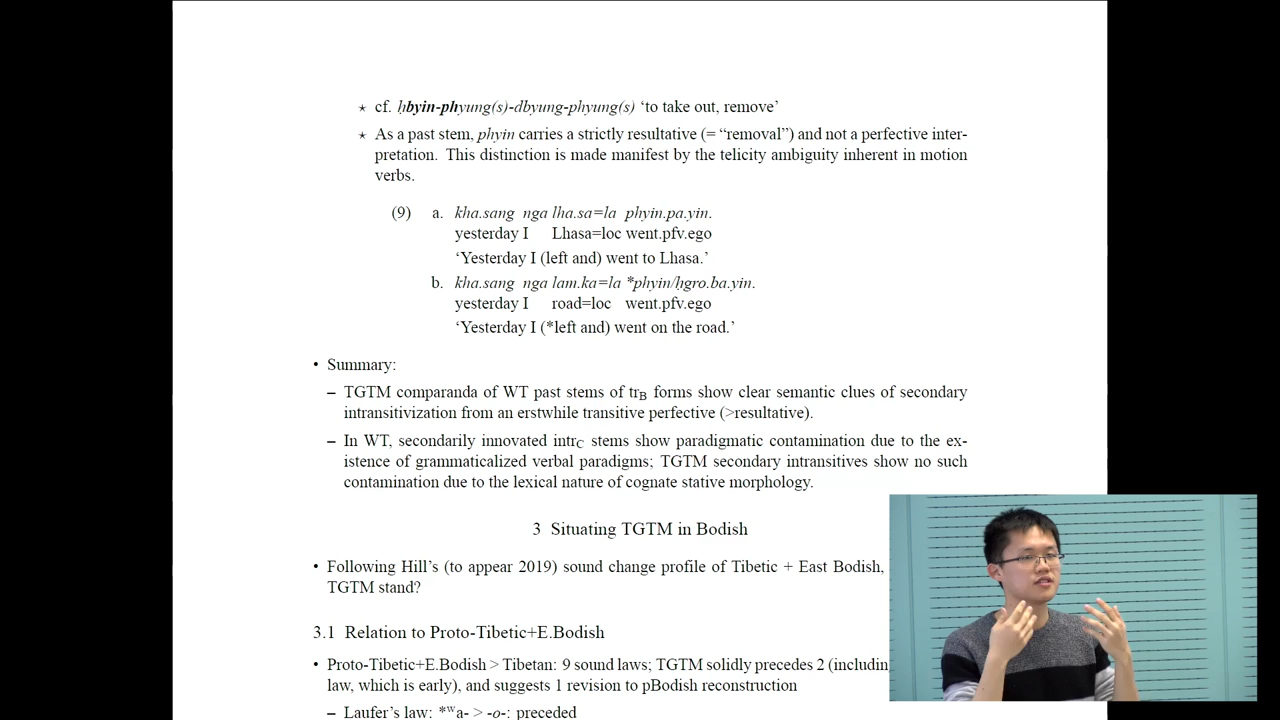 ⋆ cf. ḥbyin-phyung(s)-dbyung-phyung(s) ‘to take out, remove’
⋆ As a past stem, phyin carries a strictly resultative (= “removal”) and not a perfective inter-
pretation. This distinction is made manifest by the telicity ambiguity inherent in motion
verbs.
(9) a. kha.sang nga lha.sa=la phyin.pa.yin.
yesterday I Lhasa=loc went.pfv.ego
‘Yesterday I (left and) went to Lhasa.’
b. kha.sang nga lam.ka=la *phyin/ḥgro.ba.yin.
yesterday I road=loc went.pfv.ego
‘Yesterday I (*left and) went on the road.’
• Summary:
– TGTM comparanda of WT past stems of trB forms show clear semantic clues of secondary
intransitivization from an erstwhile transitive perfective (>resultative).
– In WT, secondarily innovated intrC stems show paradigmatic contamination due to the ex-
istence of grammaticalized verbal paradigms; TGTM secondary intransitives show no such
contamination due to the lexical nature of cognate stative morphology.
3 Situating TGTM in Bodish
• Following Hill’s (to appear 2019) sound change profile of Tibetic + East Bodish,
TGTM stand?
3.1 Relation to Proto-Tibetic+E.Bodish
• Proto-Tibetic+E.Bodish > Tibetan: 9 sound laws; TGTM solidly precedes 2 (includin
law, which is early), and suggests 1 revision to pBodish reconstruction
– Laufer’s law: *ʷa- > -o-: preceded